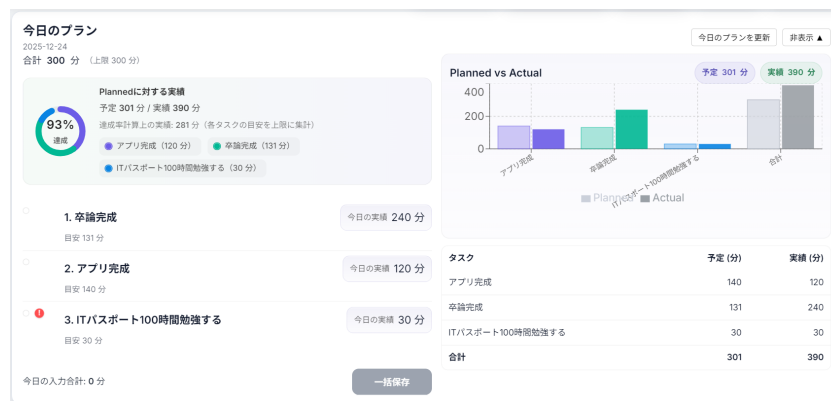 今日のプラン
2025-12-24
合計 300 分 (上限 300 分)
今日のプランを更新
非表示 ▲
Plannedに対する実績
予定 301 分 / 実績 390 分
達成率計算上の実績: 281 分(各タスクの目安を上限に集計)
93%
達成
アプリ完成(120 分)
卒論完成(131 分)
ITパスポート100時間勉強する(30 分)
1. 卒論完成
目安 131 分
今日の実績 240 分
2. アプリ完成
目安 140 分
今日の実績 120 分
!
3. ITパスポート100時間勉強する
目安 30 分
今日の実績 30 分
今日の入力合計: 0 分
一括保存
Planned vs Actual
予定 301 分
実績 390 分
400
200
0
アプリ完成
卒論完成
ITパスポート100時間勉強する
合計
Planned
Actual
タスク 予定 (分) 実績 (分)
アプリ完成 140 120
卒論完成 131 240
ITパスポート100時間勉強する 30 30
合計 301 390